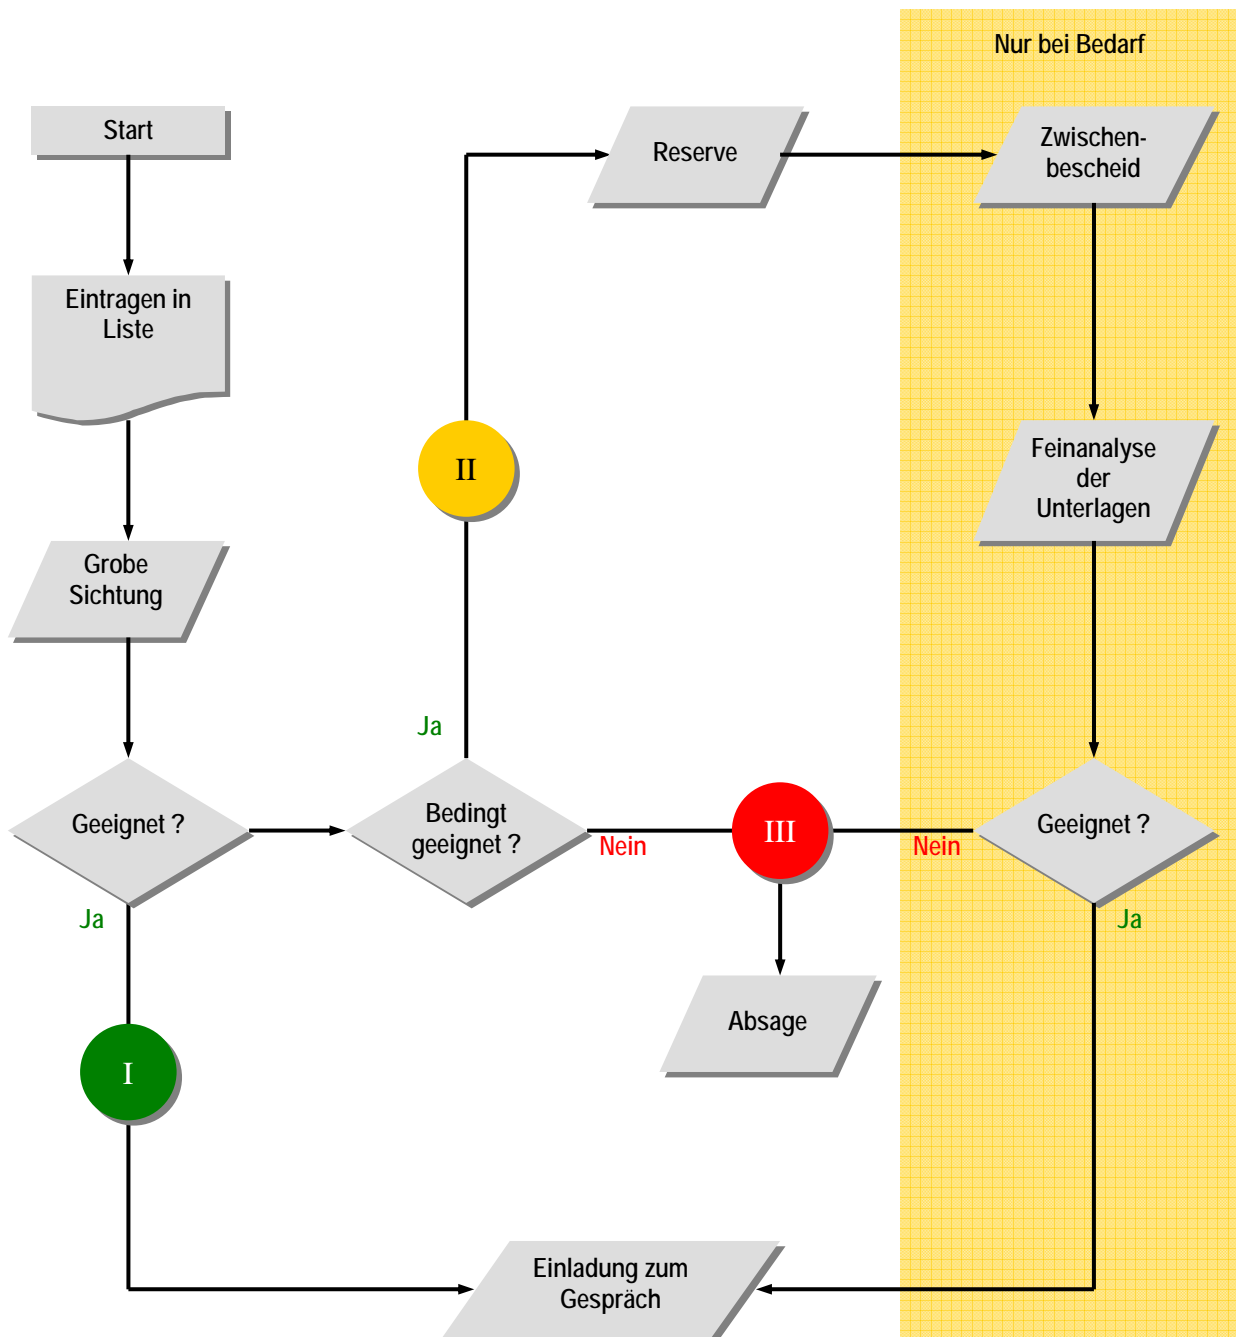 Nur bei Bedarf
Start
Reserve
Zwischen-
bescheid
Eintragen in
Liste
II
Feinanalyse
der
Unterlagen
Grobe
Sichtung
Ja
Geeignet ?
Bedingt
geeignet ?
Nein
III
Nein
Geeignet ?
Ja
Ja
Absage
I
Einladung zum
Gespräch